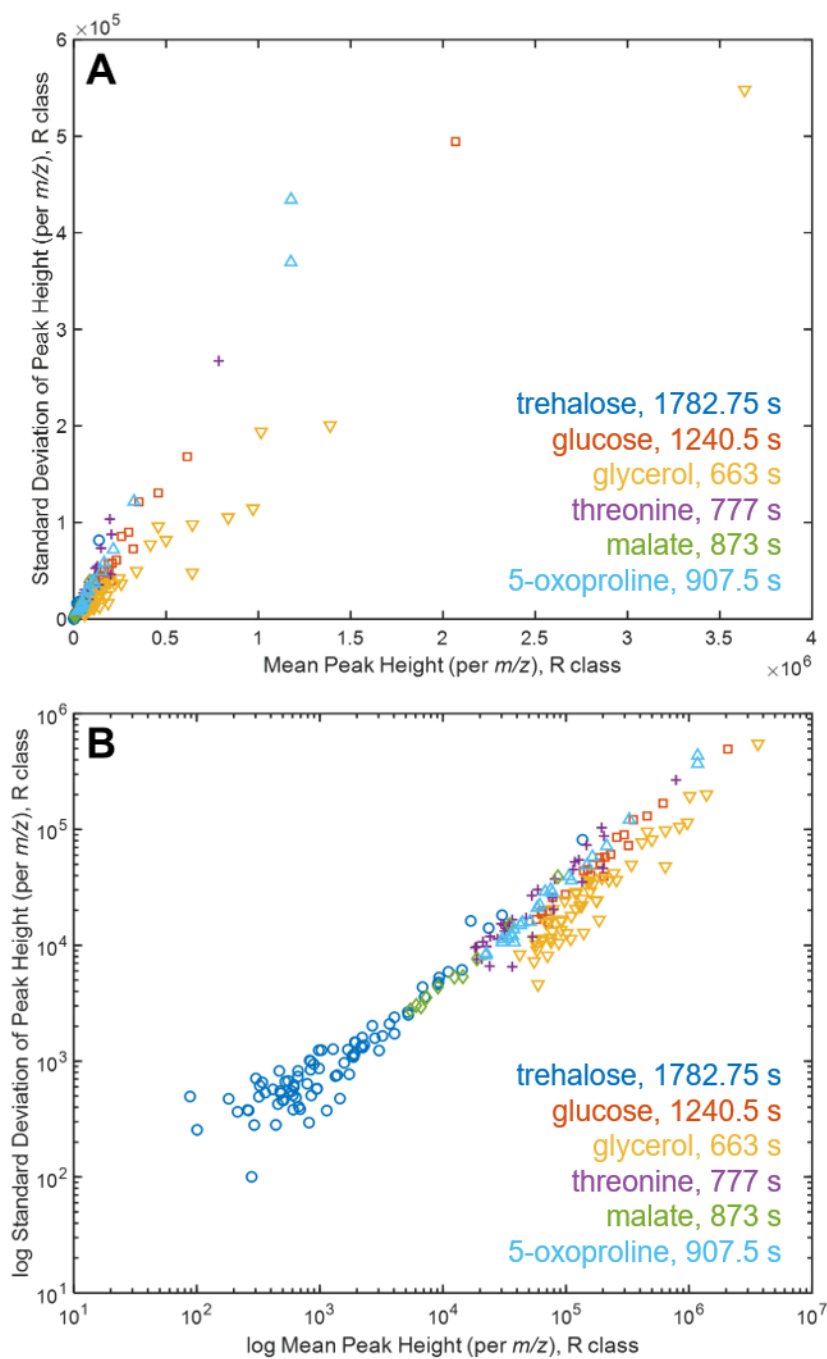 ×10⁵
6
A
5
4
3
2
1
0
Standard Deviation of Peak Height (per m/z), R class
trehalose, 1782.75 s
glucose, 1240.5 s
glycerol, 663 s
threonine, 777 s
malate, 873 s
5-oxoproline, 907.5 s
0 0.5 1 1.5 2 2.5 3 3.5 4
Mean Peak Height (per m/z), R class
×10⁶
10⁶
B
10⁵
10⁴
10³
10²
10¹
log Standard Deviation of Peak Height (per m/z), R class
trehalose, 1782.75 s
glucose, 1240.5 s
glycerol, 663 s
threonine, 777 s
malate, 873 s
5-oxoproline, 907.5 s
10¹ 10² 10³ 10⁴ 10⁵ 10⁶ 10⁷
log Mean Peak Height (per m/z), R class